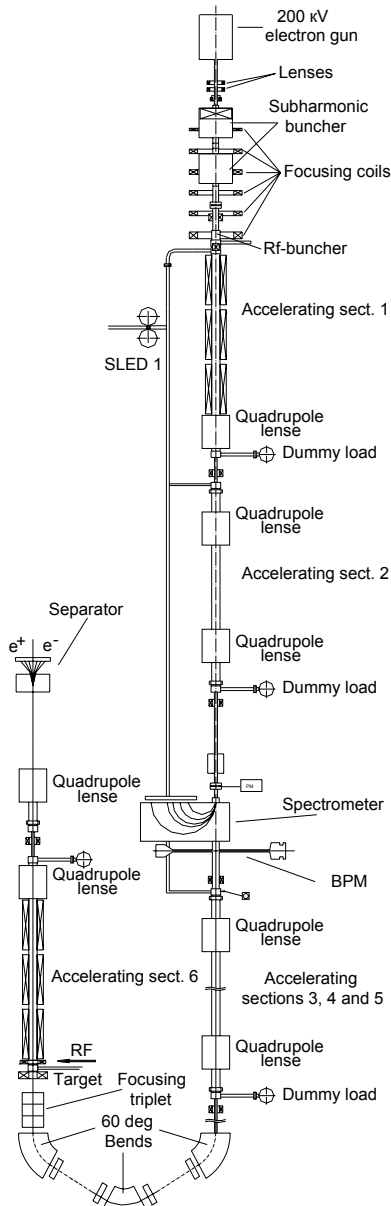 200 кV
electron gun
Lenses
Subharmonic
buncher
Focusing coils
Rf-buncher
Accelerating sect. 1
SLED 1
Quadrupole
lense
Dummy load
Quadrupole
lense
Accelerating sect. 2
Separator
e+ e-
Quadrupole
lense
Dummy load
PM
Quadrupole
lense
Spectrometer
Quadrupole
lense
BPM
Quadrupole
lense
Accelerating sect. 6
Accelerating
sections 3, 4 and 5
RF
Quadrupole
lense
Target
Focusing
triplet
Dummy load
60 deg
Bends